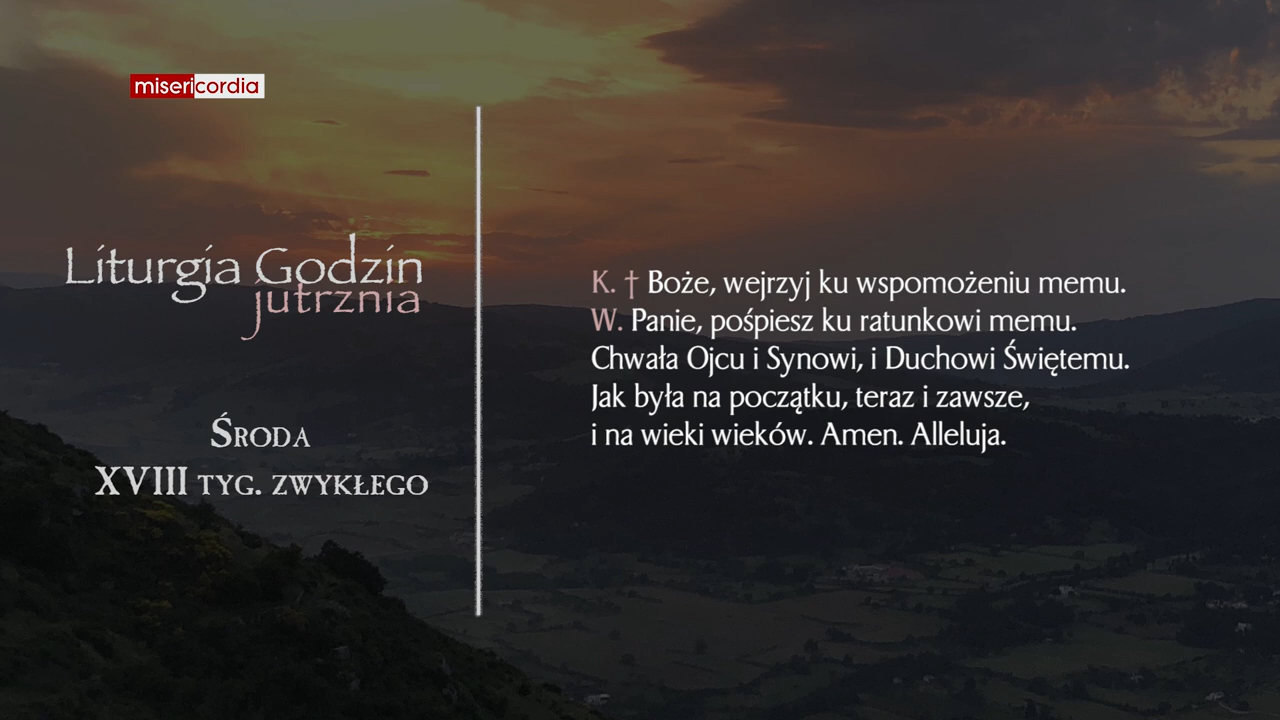 misericordia
Liturgia Godzin
jutrznia
Środa
XVIII tyg. zwykłego
K. † Boże, wejrzyj ku wspomożeniu memu.
W. Panie, pośpiesz ku ratunkowi memu.
Chwała Ojcu i Synowi, i Duchowi Świętemu.
Jak była na początku, teraz i zawsze,
i na wieki wieków. Amen. Alleluja.